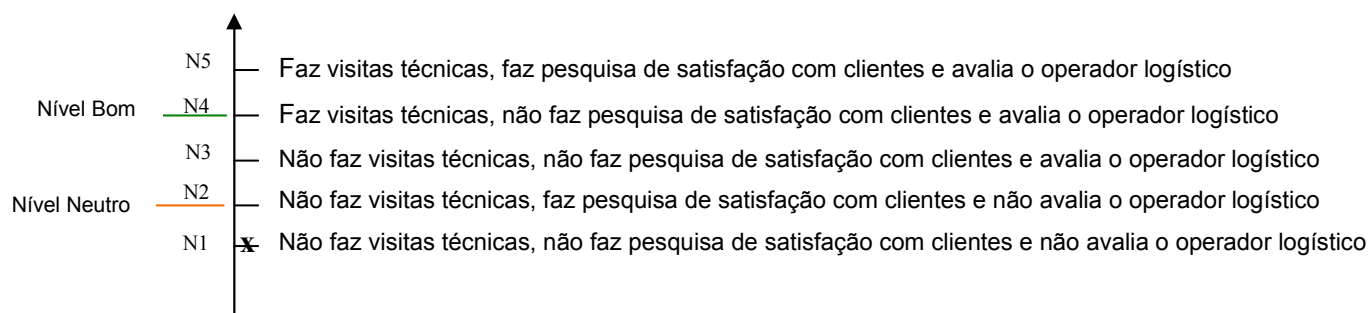 N5 Faz visitas técnicas, faz pesquisa de satisfação com clientes e avalia o operador logístico
Nível Bom N4 Faz visitas técnicas, não faz pesquisa de satisfação com clientes e avalia o operador logístico
N3 Não faz visitas técnicas, não faz pesquisa de satisfação com clientes e avalia o operador logístico
Nível Neutro N2 Não faz visitas técnicas, faz pesquisa de satisfação com clientes e não avalia o operador logístico
N1 x Não faz visitas técnicas, não faz pesquisa de satisfação com clientes e não avalia o operador logístico